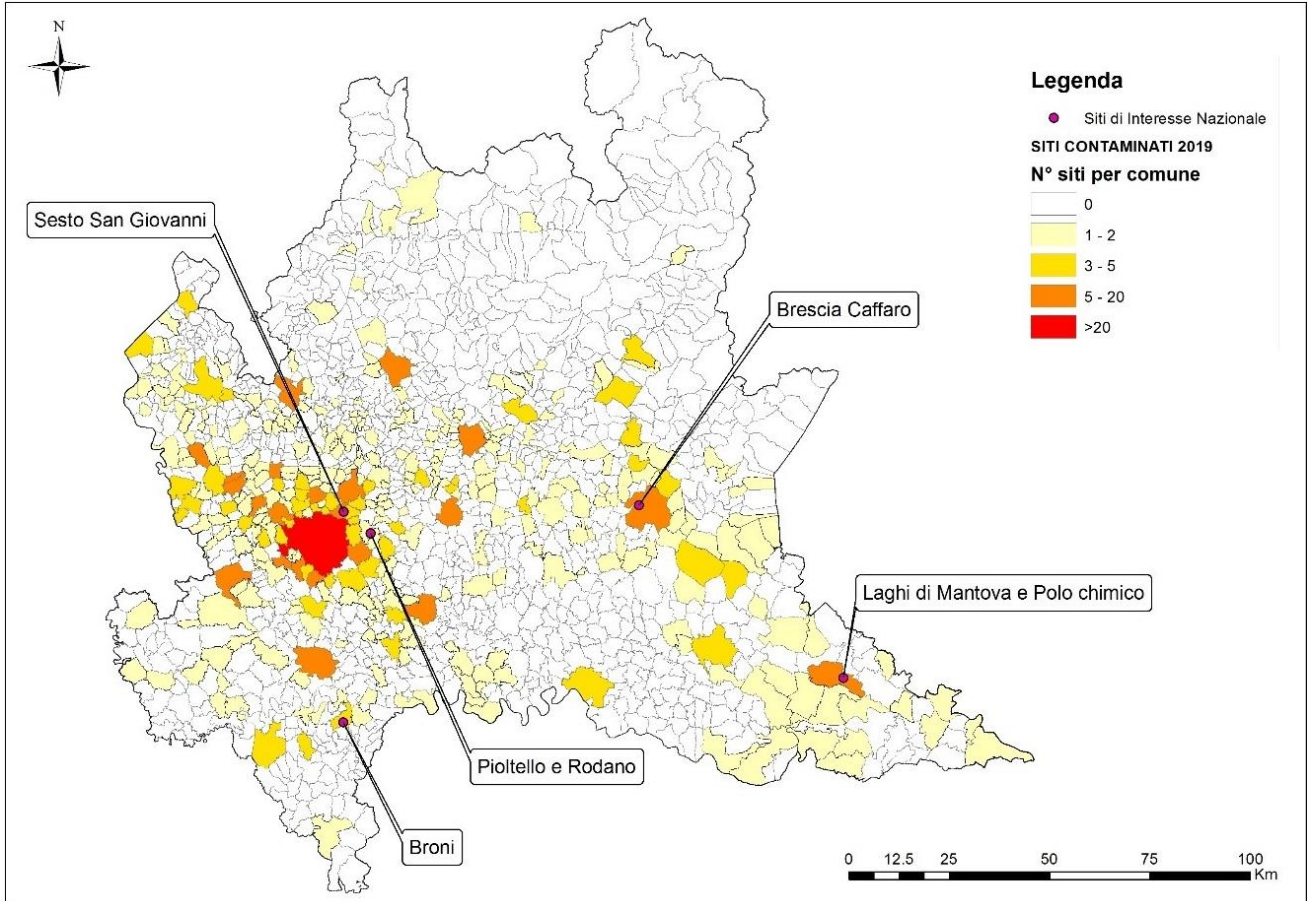 N
Legenda
Siti di Interesse Nazionale
SITI CONTAMINATI 2019
N° siti per comune
0
1 - 2
3 - 5
5 - 20
>20
Sesto San Giovanni
Brescia Caffaro
Laghi di Mantova e Polo chimico
Pioltello e Rodano
Broni
0 12.5 25 50 75 100
Km